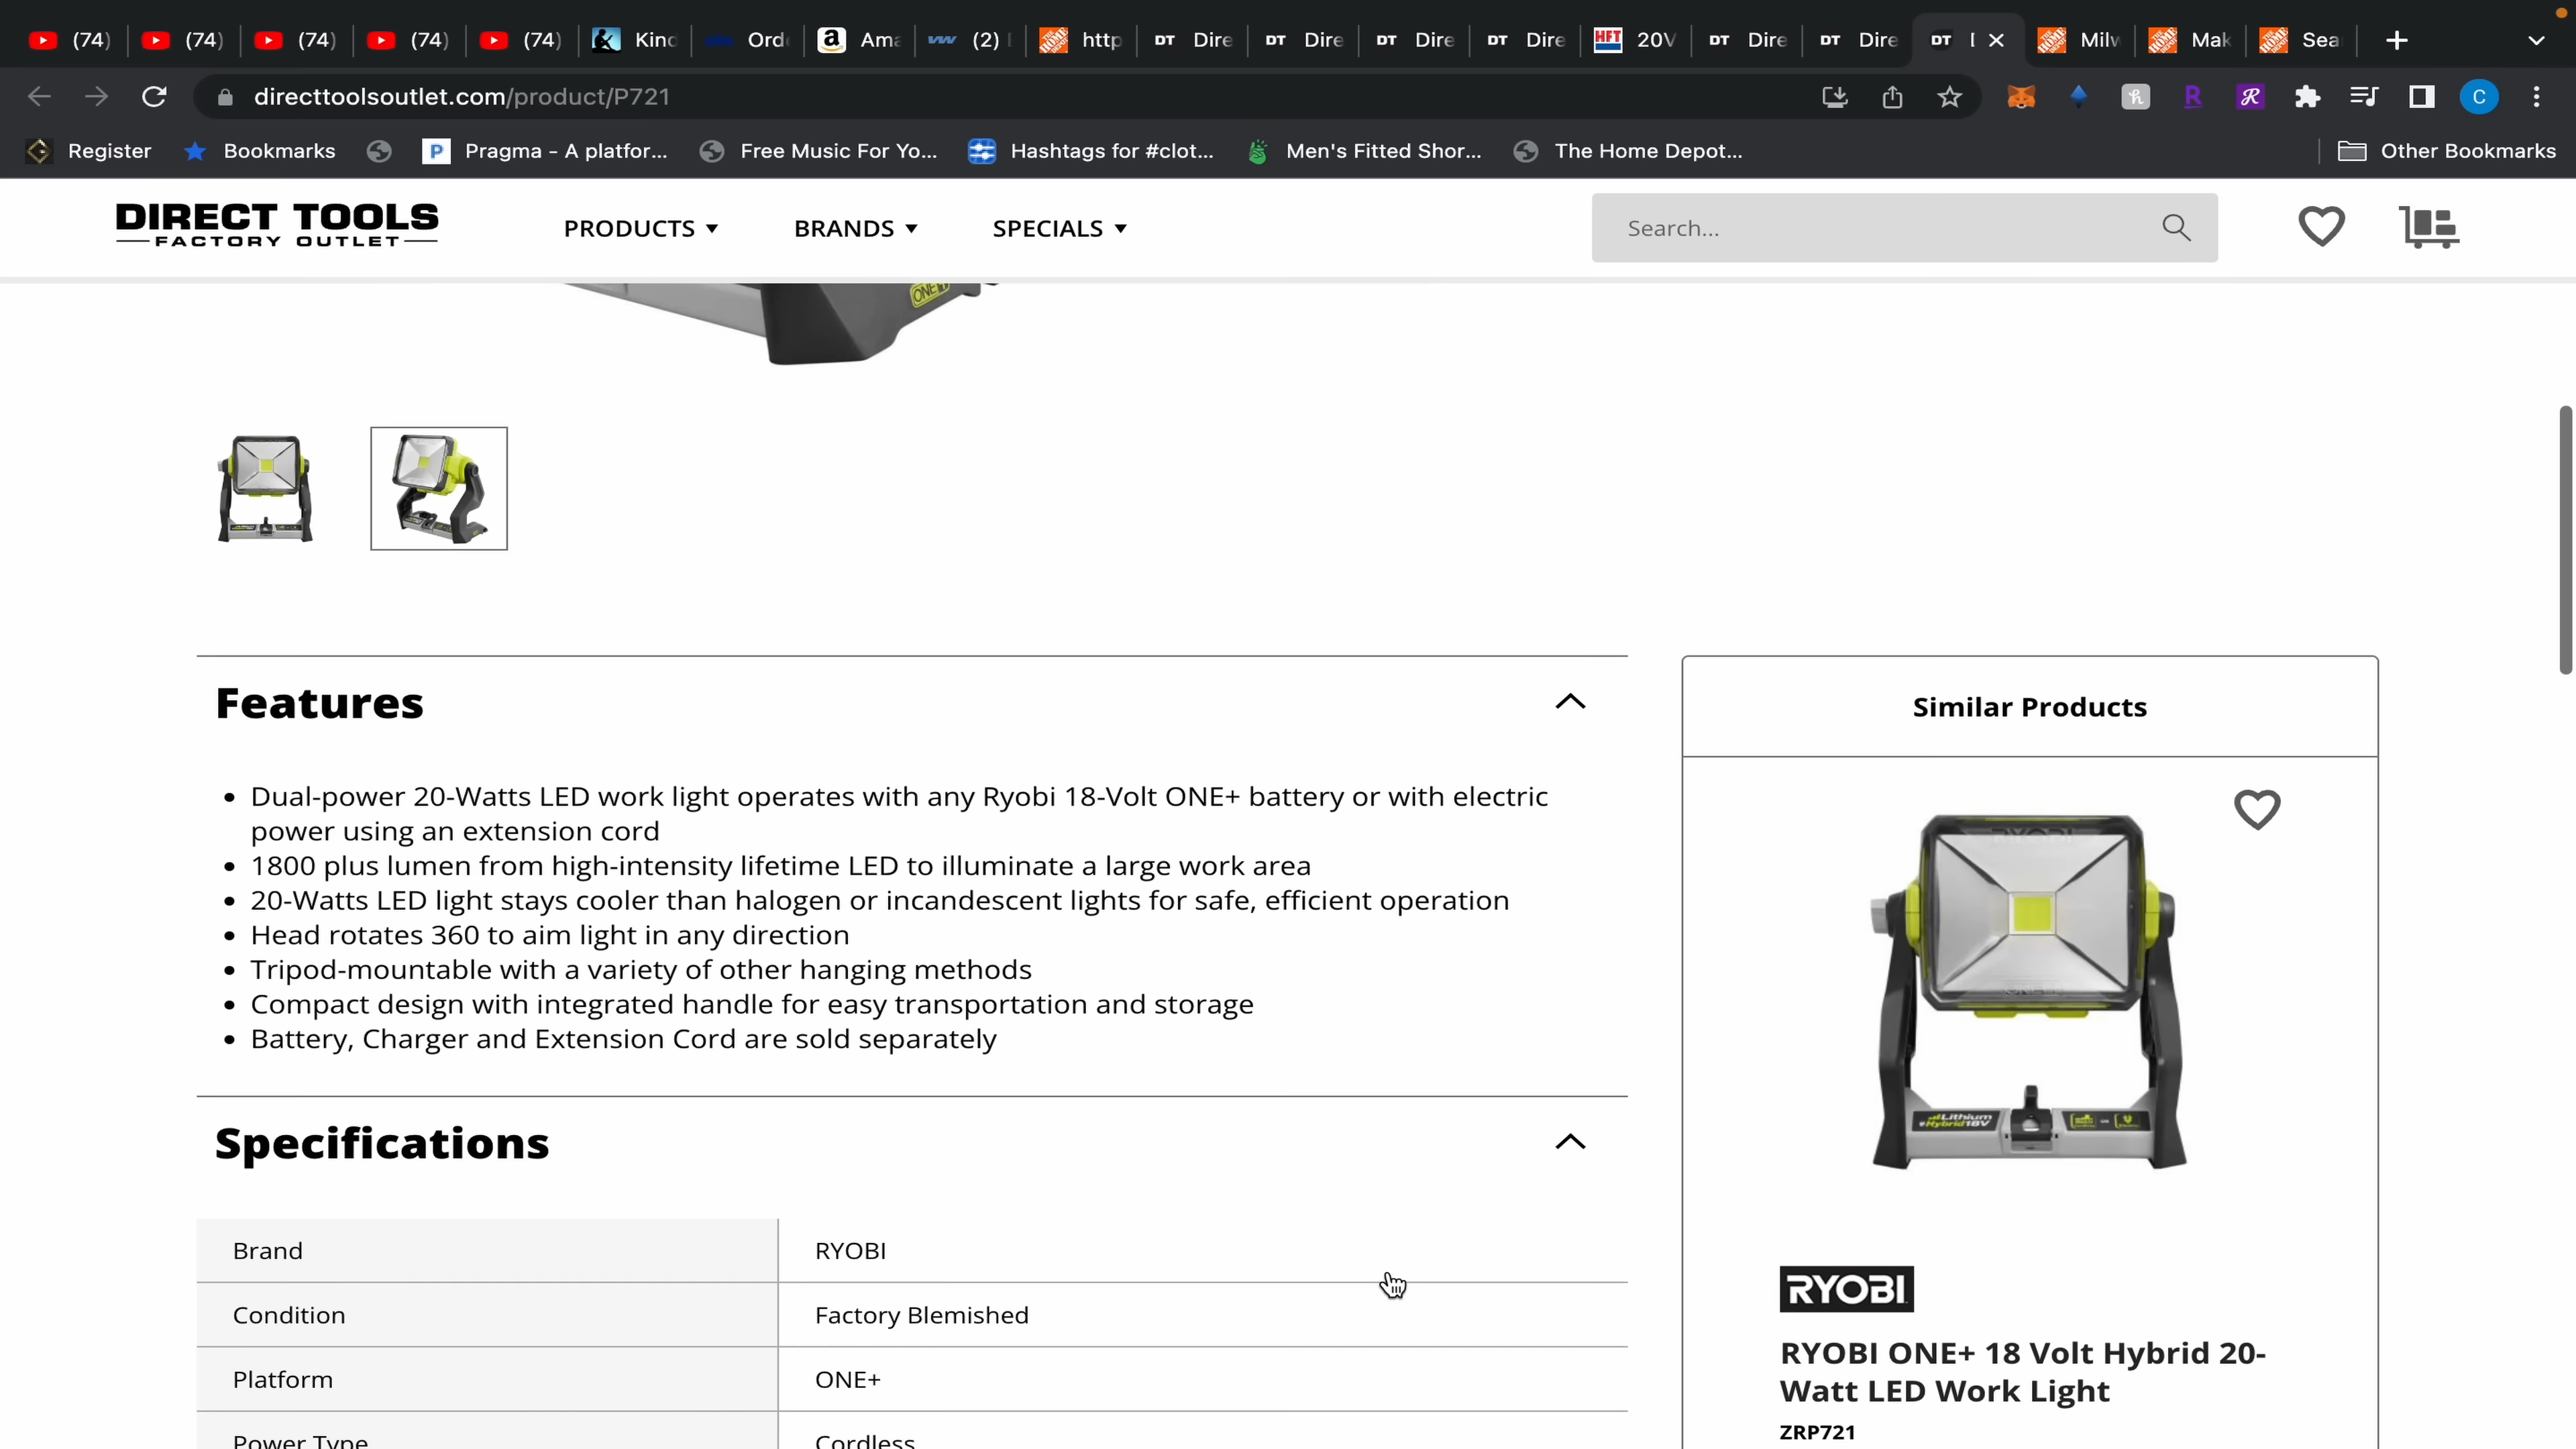 (74) (74) (74) (74) (74) Kinc Ord Ama (2) http Dire Dire Dire Dire 20V Dire Dire Milw Mak Sea
directtoolsoutlet.com/product/P721
Register Bookmarks Pragma - A platfor... Free Music For Yo... Hashtags for #clot... Men's Fitted Shor... The Home Depot... Other Bookmarks
DIRECT TOOLS
FACTORY OUTLET
PRODUCTS BRANDS SPECIALS Search...
ONE+
Features
Dual-power 20-Watts LED work light operates with any Ryobi 18-Volt ONE+ battery or with electric
power using an extension cord
1800 plus lumen from high-intensity lifetime LED to illuminate a large work area
20-Watts LED light stays cooler than halogen or incandescent lights for safe, efficient operation
Head rotates 360 to aim light in any direction
Tripod-mountable with a variety of other hanging methods
Compact design with integrated handle for easy transportation and storage
Battery, Charger and Extension Cord are sold separately
Specifications
Brand RYOBI
Condition Factory Blemished
Platform ONE+
Power Type Cordless
Similar Products
Lithium
Hybrid 18V
RYOBI
RYOBI ONE+ 18 Volt Hybrid 20-
Watt LED Work Light
ZRP721